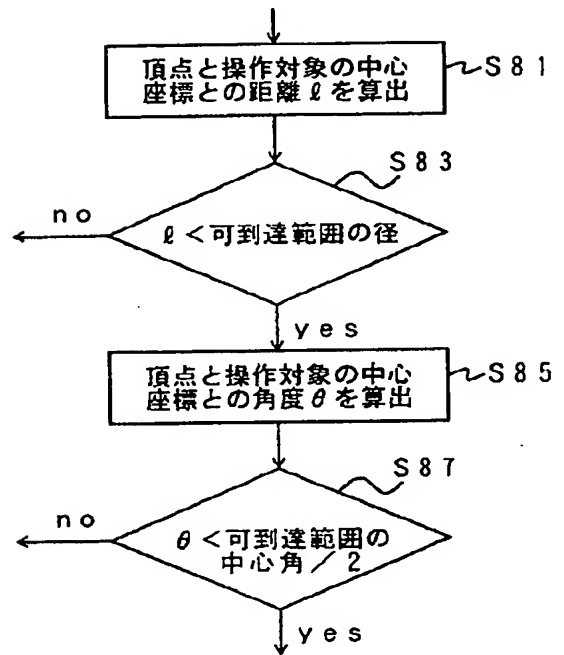 頂点と操作対象の中心
座標との距離ℓを算出
S81
S83
ℓ<可到達範囲の径
no
yes
頂点と操作対象の中心
座標との角度θを算出
S85
S87
θ<可到達範囲の
中心角/2
no
yes